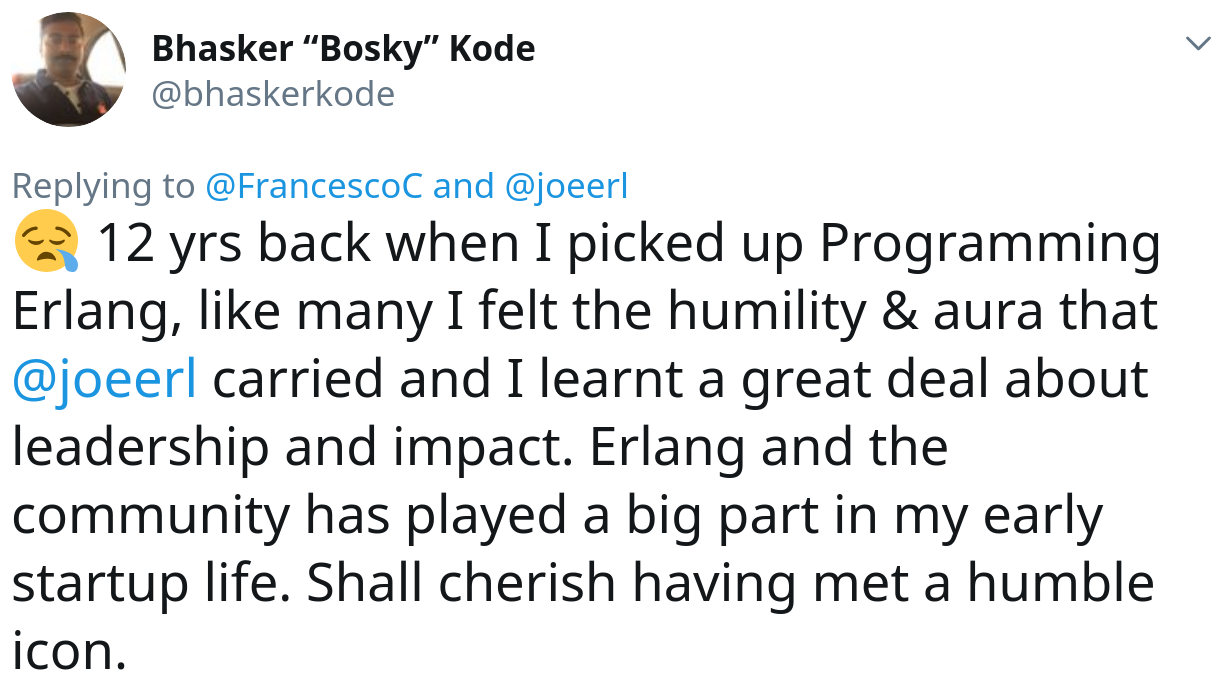 Bhasker “Bosky” Kode
@bhaskerkode
Replying to @FrancescoC and @joeerl
😪 12 yrs back when I picked up Programming
Erlang, like many I felt the humility & aura that
@joeerl carried and I learnt a great deal about
leadership and impact. Erlang and the
community has played a big part in my early
startup life. Shall cherish having met a humble
icon.